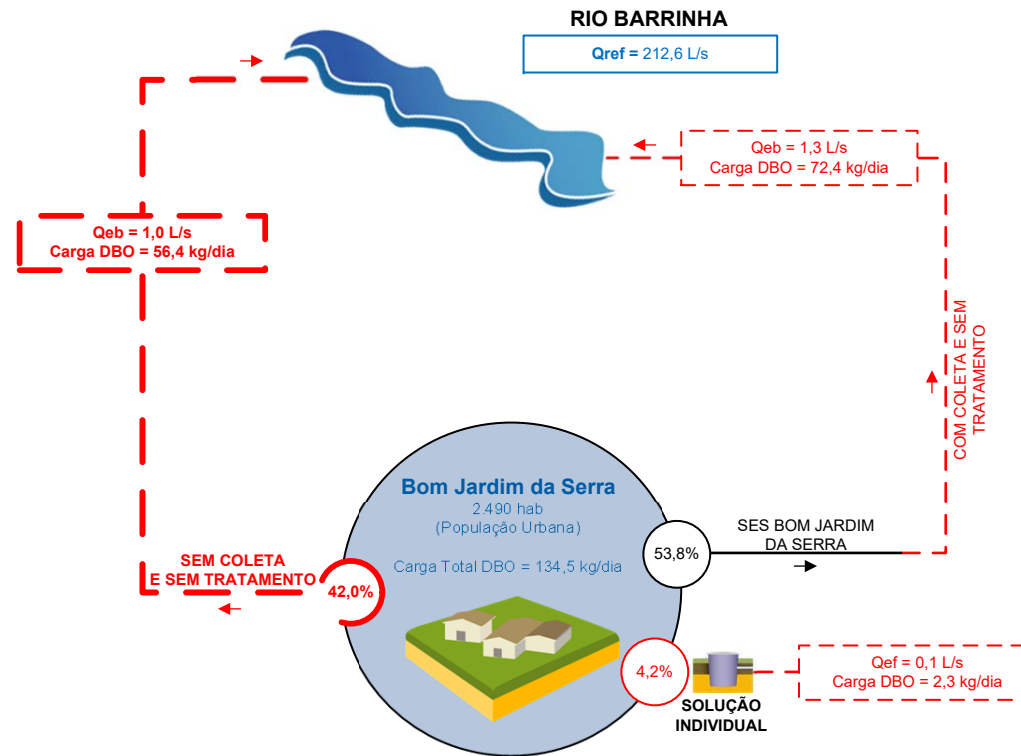 RIO BARRINHA
Qref = 212,6 L/s
Qeb = 1,3 L/s
Carga DBO = 72,4 kg/dia
Qeb = 1,0 L/s
Carga DBO = 56,4 kg/dia
COM COLETA E SEM
TRATAMENTO
Bom Jardim da Serra
2.490 hab
(População Urbana)
Carga Total DBO = 134,5 kg/dia
SEM COLETA
E SEM TRATAMENTO
42,0%
53,8%
SES BOM JARDIM
DA SERRA
4,2%
SOLUÇÃO
INDIVIDUAL
Qef = 0,1 L/s
Carga DBO = 2,3 kg/dia